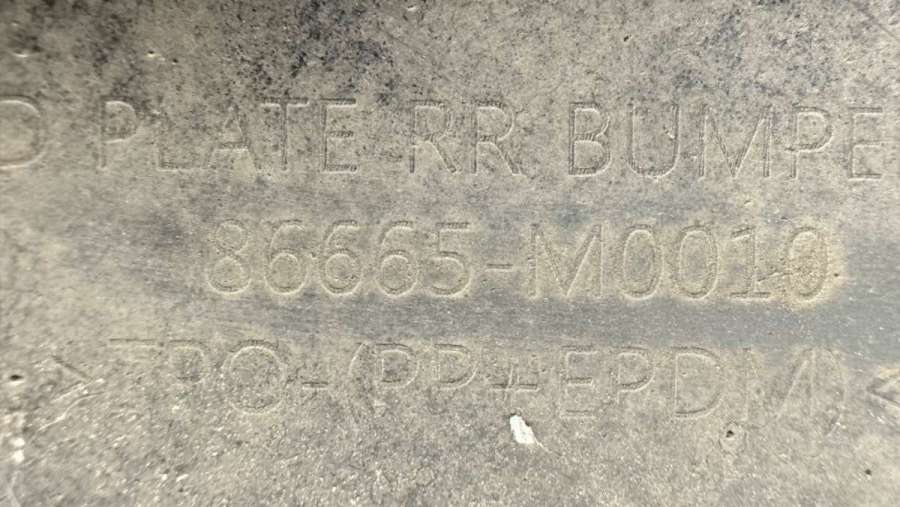 D PLATE RR BUMPE
86665-M0010
>TPO-(PP+EPDM)<